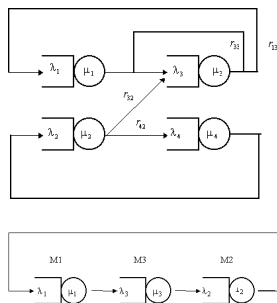 r₁₃
r₃₃
λ₁ μ₁ λ₃ μ₂
r₃₂
λ₂ μ₂ r₄₂ λ₄ μ₄
M1 M3 M2
λ₁ μ₁ λ₃ μ₃ λ₂ μ₂